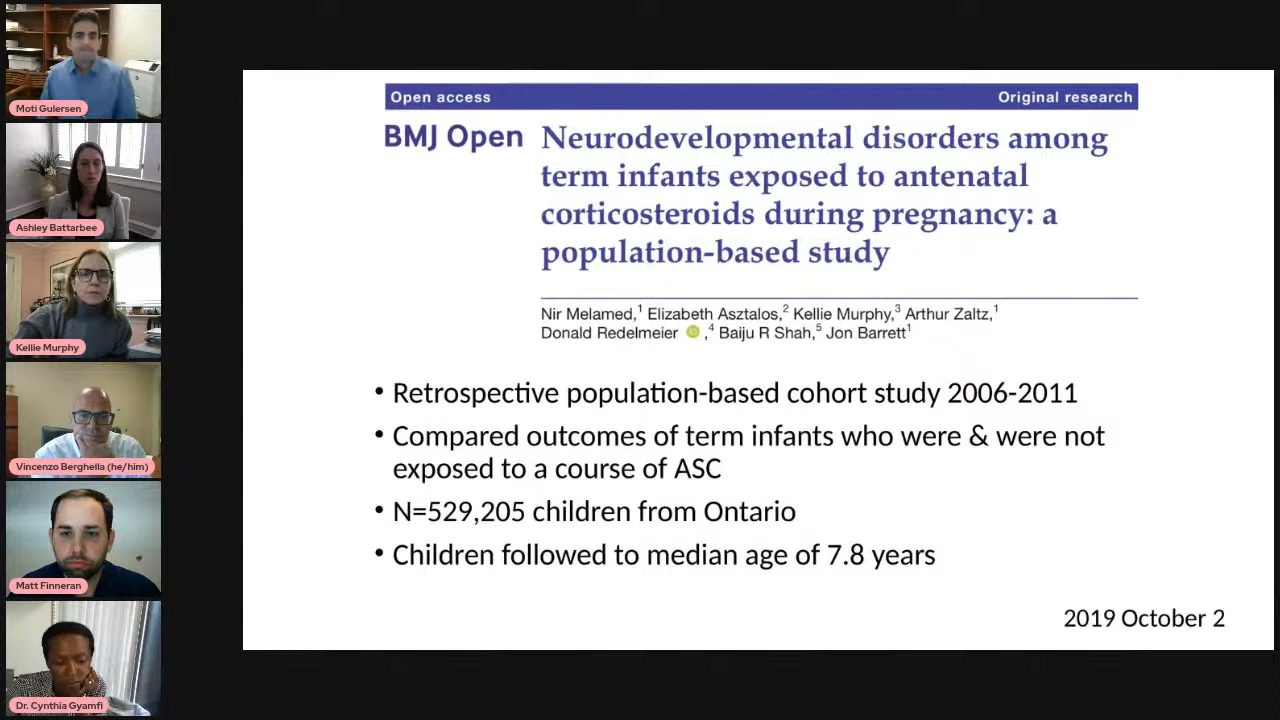 Moti Gulersen
Ashley Battarbee
Kellie Murphy
Vincenzo Berghella (he/him)
Matt Finneran
Dr. Cynthia Gyamfi
Open access
Original research
BMJ Open
Neurodevelopmental disorders among
term infants exposed to antenatal
corticosteroids during pregnancy: a
population-based study
Nir Melamed,1 Elizabeth Asztalos,2 Kellie Murphy,3 Arthur Zaltz,1
Donald Redelmeier iD ,4 Baiju R Shah,5 Jon Barrett1
• Retrospective population-based cohort study 2006-2011
• Compared outcomes of term infants who were & were not
exposed to a course of ASC
• N=529,205 children from Ontario
• Children followed to median age of 7.8 years
2019 October 2